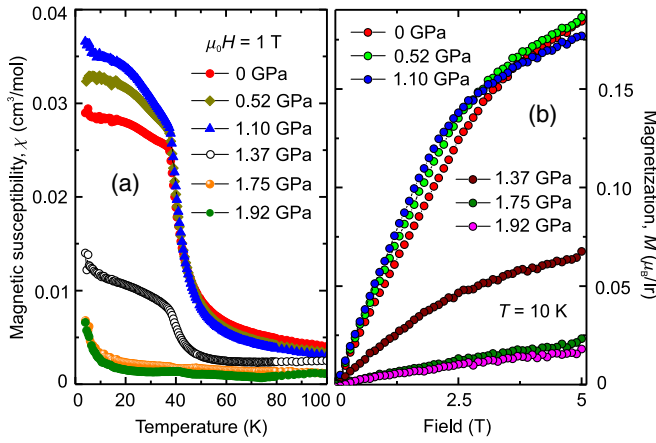 0.04
0.03
0.02
0.01
0
Magnetic susceptibility, χ (cm³/mol)
μ₀H = 1 T
0 GPa
0.52 GPa
1.10 GPa
1.37 GPa
1.75 GPa
1.92 GPa
(a)
0 20 40 60 80 100
Temperature (K)
0 GPa
0.52 GPa
1.10 GPa
(b)
1.37 GPa
1.75 GPa
1.92 GPa
T = 10 K
0 2.5 5
Field (T)
0.15
0.10
0.05
0
Magnetization, M (μB/Ir)